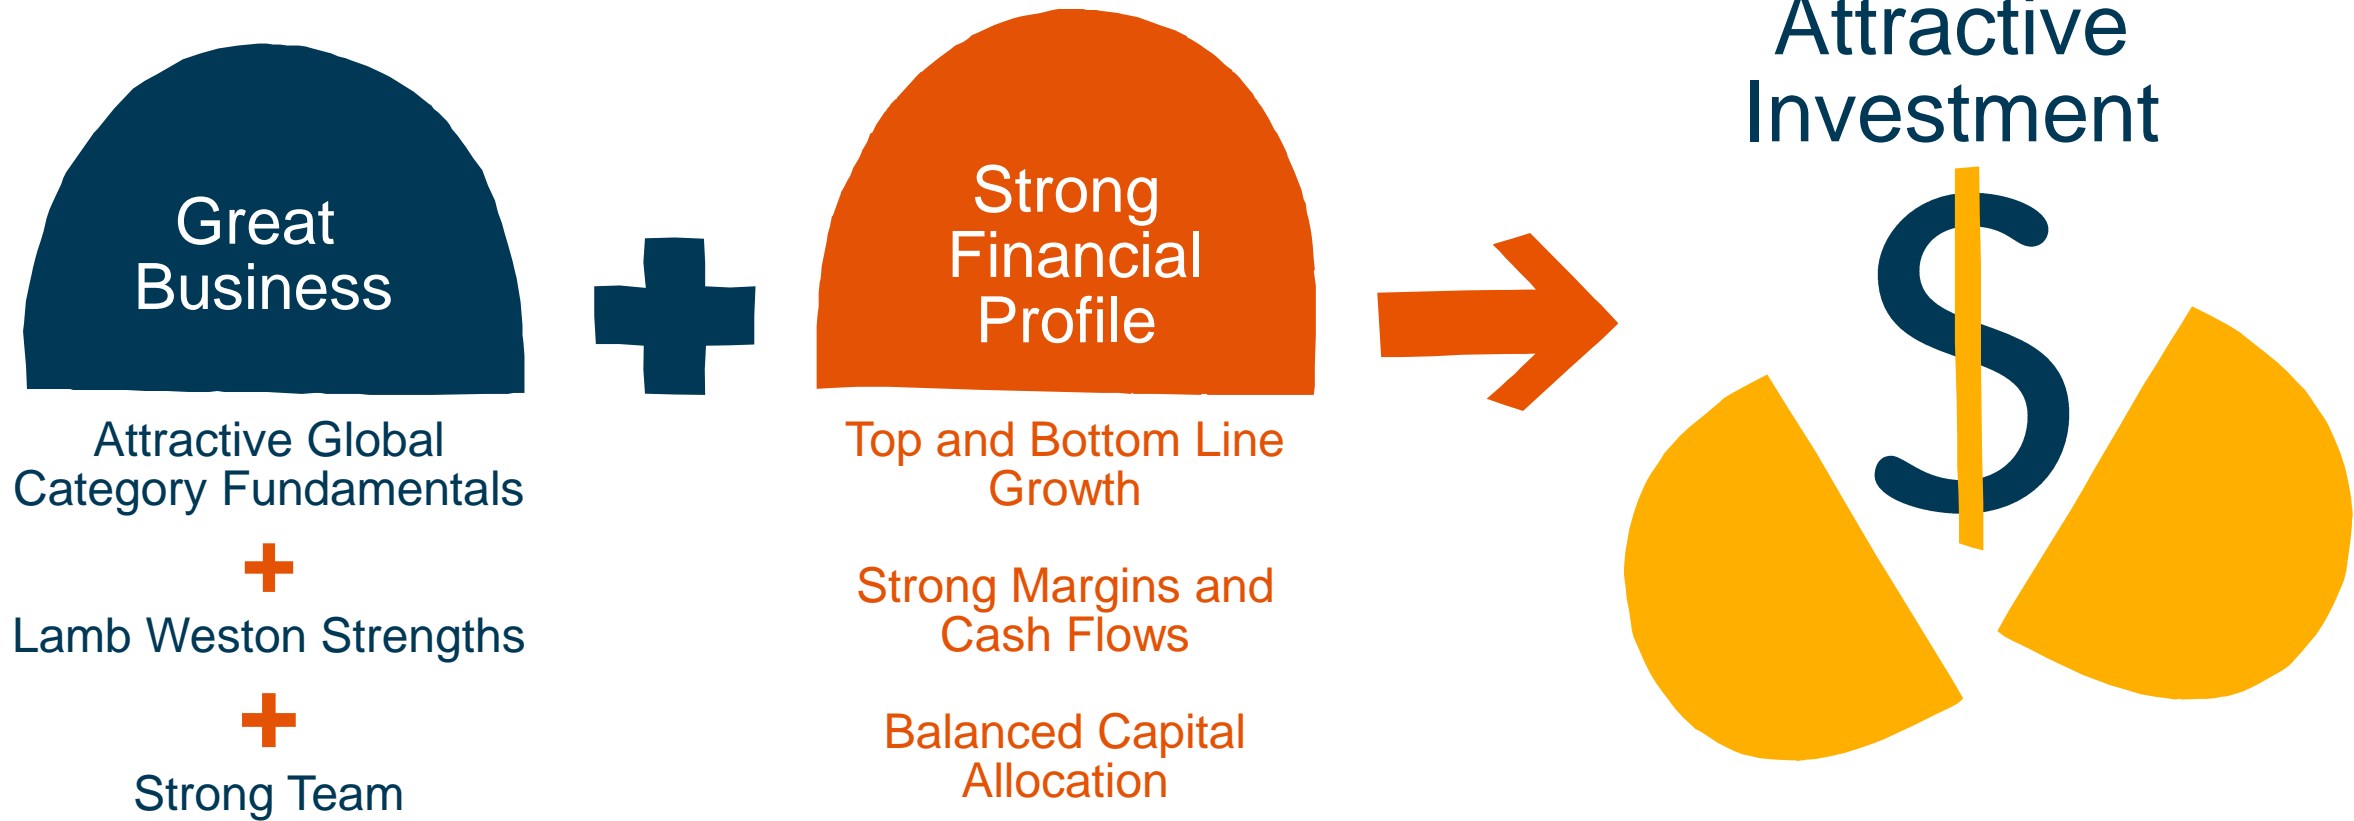 Great
Business
Attractive Global
Category Fundamentals
+
Lamb Weston Strengths
+
Strong Team
Strong
Financial
Profile
Top and Bottom Line
Growth
Strong Margins and
Cash Flows
Balanced Capital
Allocation
Attractive
Investment
$